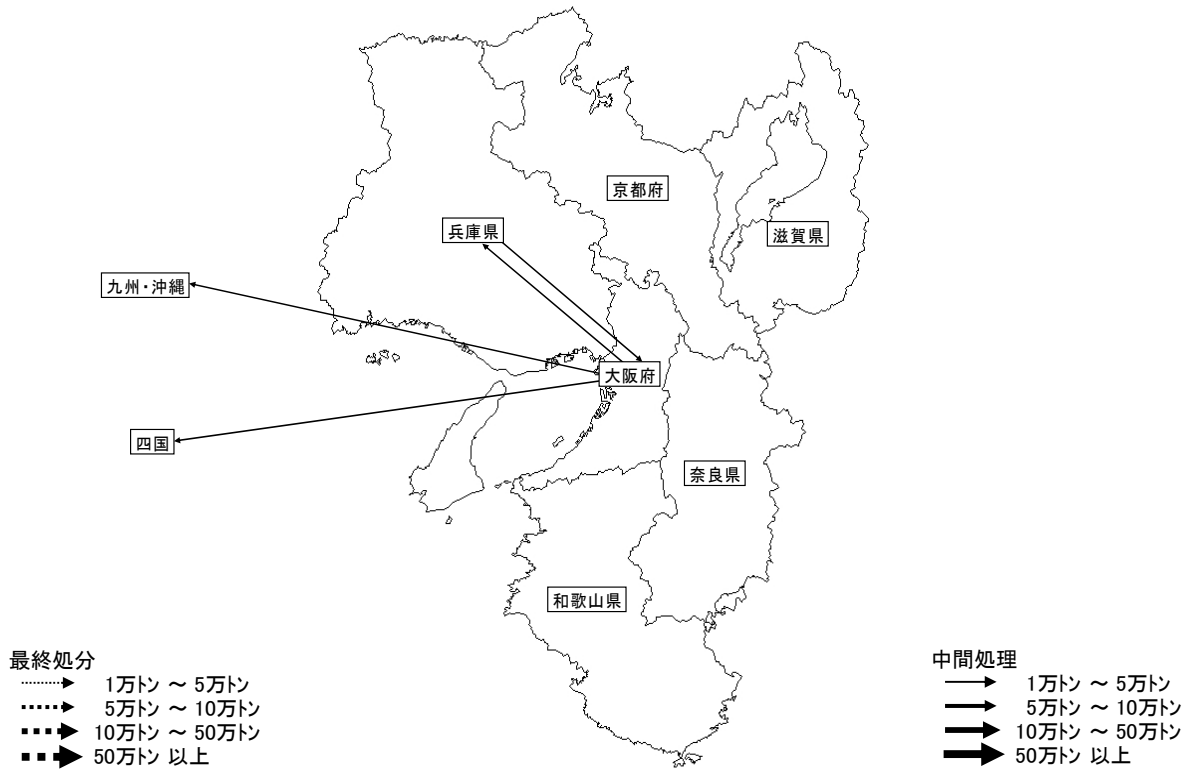 京都府
兵庫県
滋賀県
九州・沖縄
大阪府
四国
奈良県
和歌山県
最終処分
1万ﾄﾝ ～ 5万ﾄﾝ
5万ﾄﾝ ～ 10万ﾄﾝ
10万ﾄﾝ ～ 50万ﾄﾝ
50万ﾄﾝ 以上
中間処理
1万ﾄﾝ ～ 5万ﾄﾝ
5万ﾄﾝ ～ 10万ﾄﾝ
10万ﾄﾝ ～ 50万ﾄﾝ
50万ﾄﾝ 以上